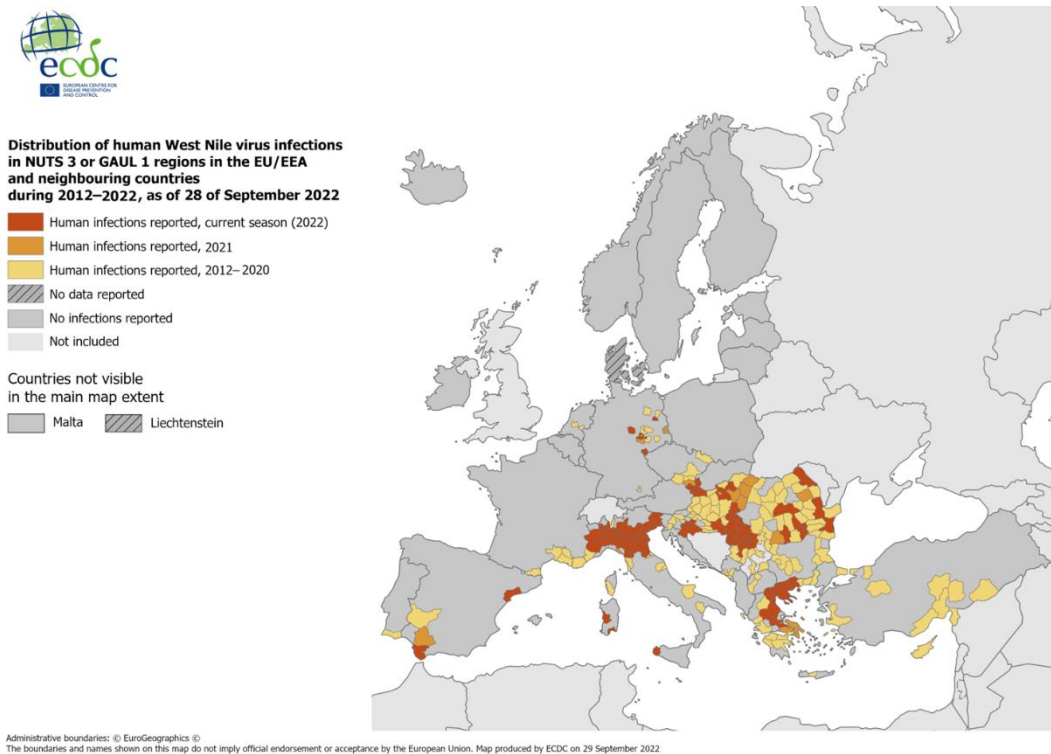 ecdc
EUROPEAN CENTRE FOR
DISEASE PREVENTION
AND CONTROL
Distribution of human West Nile virus infections
in NUTS 3 or GAUL 1 regions in the EU/EEA
and neighbouring countries
during 2012–2022, as of 28 of September 2022
Human infections reported, current season (2022)
Human infections reported, 2021
Human infections reported, 2012– 2020
No data reported
No infections reported
Not included
Countries not visible
in the main map extent
Malta
Liechtenstein
Administrative boundaries: © EuroGeographics ©
The boundaries and names shown on this map do not imply official endorsement or acceptance by the European Union. Map produced by ECDC on 29 September 2022